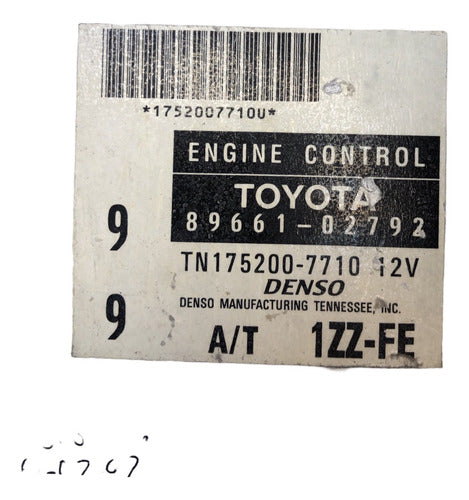 *1752007710U*
ENGINE CONTROL
TOYOTA
89661-02792
9
TN175200-7710 12V
DENSO
DENSO MANUFACTURING TENNESSEE, INC.
9
A/T 1ZZ-FE